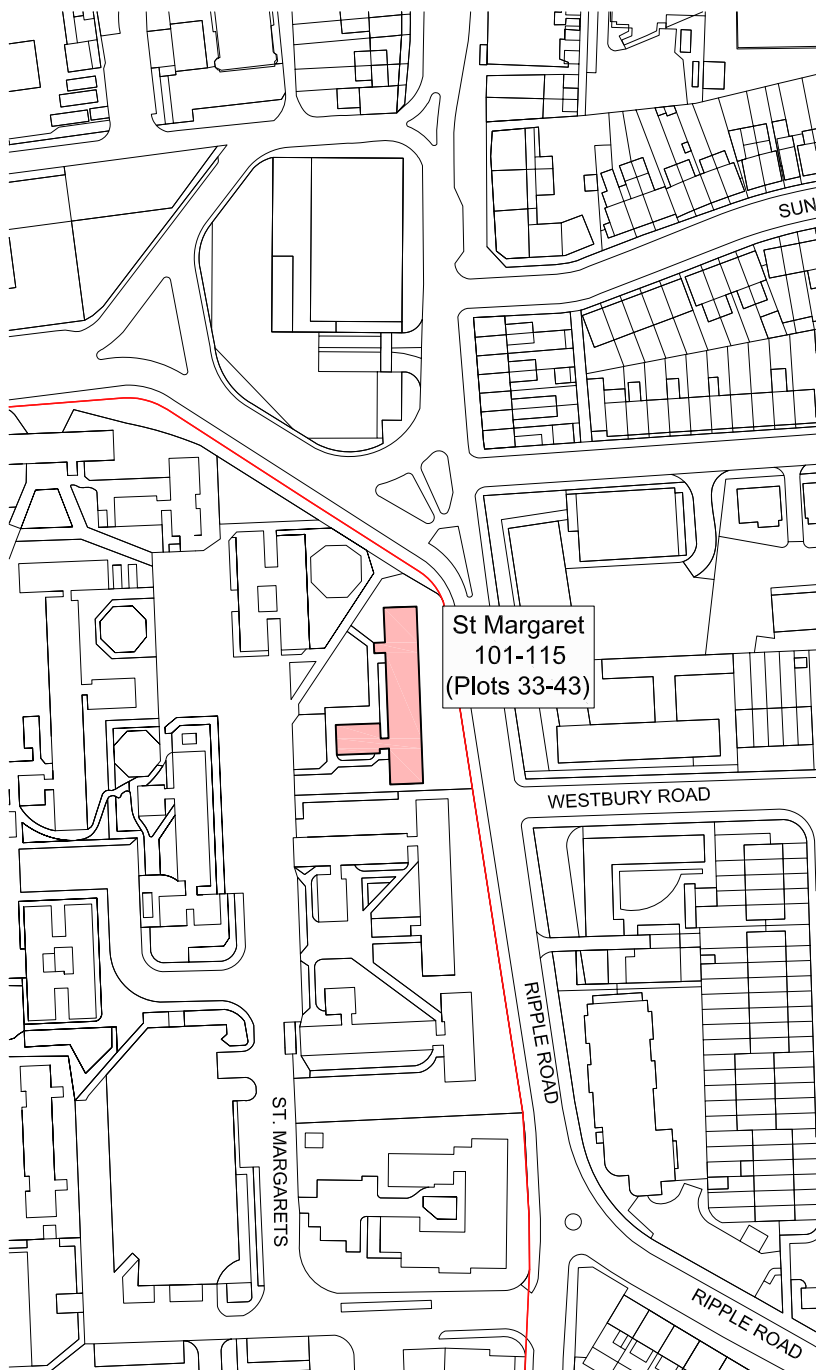 SUN
St Margaret
101-115
(Plots 33-43)
WESTBURY ROAD
RIPPLE ROAD
ST. MARGARETS
RIPPLE ROAD